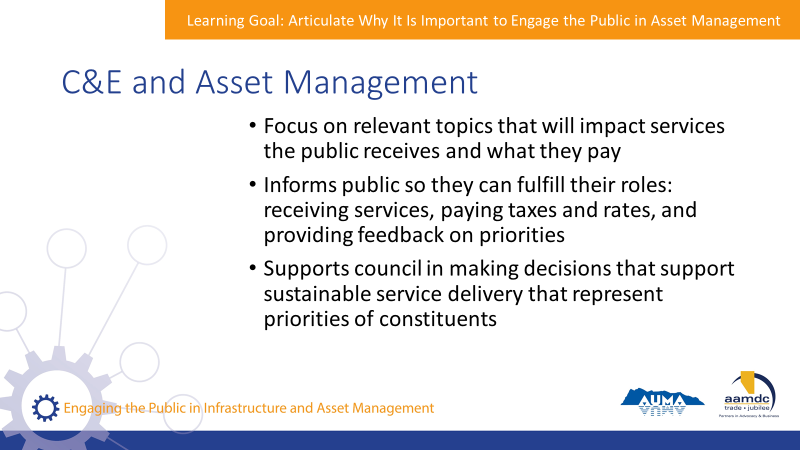 Learning Goal: Articulate Why It Is Important to Engage the Public in Asset Management
C&E and Asset Management
• Focus on relevant topics that will impact services
the public receives and what they pay
• Informs public so they can fulfill their roles:
receiving services, paying taxes and rates, and
providing feedback on priorities
• Supports council in making decisions that support
sustainable service delivery that represent
priorities of constituents
Engaging the Public in Infrastructure and Asset Management
AUMA
aamdc
trade • jubilee
Partners in Advocacy & Business